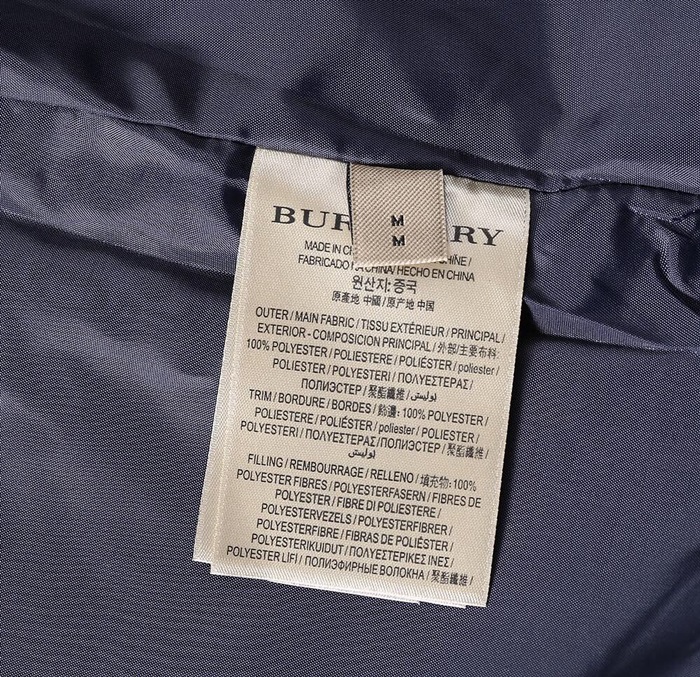 M
M
BUR RY
MADE IN CHINE/
FABRICADO NA CHINA/HECHO EN CHINA
원산지: 중국
原產地 中國 / 原产地 中国
OUTER / MAIN FABRIC / TISSU EXTÉRIEUR / PRINCIPAL /
EXTERIOR - COMPOSICION PRINCIPAL / 外部/主要布料:
100% POLYESTER / POLIESTERE / POLIÉSTER / poliester /
POLIESTER / POLYESTERI / ΠΟΛΥΕΣΤΕΡΑΣ /
ПОЛИЭСТЕР / 聚酯纖維 / بوليستر
TRIM / BORDURE / BORDES / 飾邊: 100% POLYESTER /
POLIESTERE / POLIÉSTER / poliester / POLIESTER /
POLYESTERI / ΠΟΛΥΕΣΤΕΡΑΣ/ПОЛИЭСТЕР / 聚酯纖維 /
بوليستر
FILLING / REMBOURRAGE / RELLENO / 填充物: 100%
POLYESTER FIBRES / POLYESTERFASERN / FIBRES DE
POLYESTER / FIBRE DI POLIESTERE /
POLYESTERVEZELS / POLYESTERFIBRER /
POLYESTERFIBRE / FIBRAS DE POLIÉSTER /
POLYESTERIKUIDUT / ΠΟΛΥΕΣΤΕΡΙΚΕΣ ΙΝΕΣ /
POLYESTER LİFİ / ПОЛИЭФИРНЫЕ ВОЛОКНА / 聚酯纖維 /